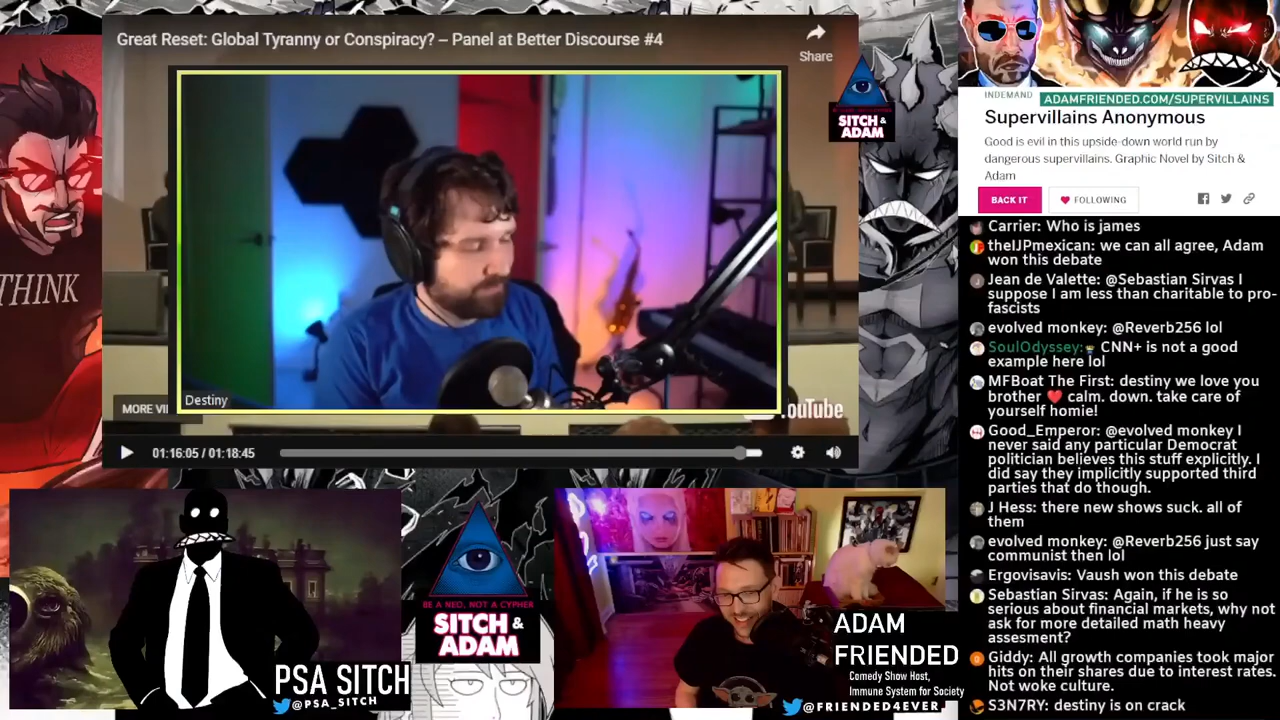 Great Reset: Global Tyranny or Conspiracy? – Panel at Better Discourse #4
Share
SITCH &
ADAM
Destiny
MORE VI
ouTube
01:16:05 / 01:18:45
THINK
INDEMAND
ADAMFRIENDED.COM/SUPERVILLAINS
Supervillains Anonymous
Good is evil in this upside-down world run by
dangerous supervillains. Graphic Novel by Sitch &
Adam
BACK IT
FOLLOWING
Carrier: Who is james
theIJPmexican: we can all agree, Adam
won this debate
Jean de Valette: @Sebastian Sirvas I
suppose I am less than charitable to pro-
fascists
evolved monkey: @Reverb256 lol
SoulOdyssey: CNN+ is not a good
example here lol
MFBoat The First: destiny we love you
brother ❤ calm. down. take care of
yourself homie!
Good_Emperor: @evolved monkey I
never said any particular Democrat
politician believes this stuff explicitly. I
did say they implicitly supported third
parties that do though.
J Hess: there new shows suck. all of
them
evolved monkey: @Reverb256 just say
communist then lol
Ergovisavis: Vaush won this debate
Sebastian Sirvas: Again, if he is so
serious about financial markets, why not
ask for more detailed math heavy
assesment?
Giddy: All growth companies took major
hits on their shares due to interest rates.
Not woke culture.
S3N7RY: destiny is on crack
PSA SITCH
@PSA_SITCH
BE A NEO, NOT A CYPHER
SITCH
& ADAM
ADAM
FRIENDED
Comedy Show Host,
Immune System for Society
@FRIENDED4EVER